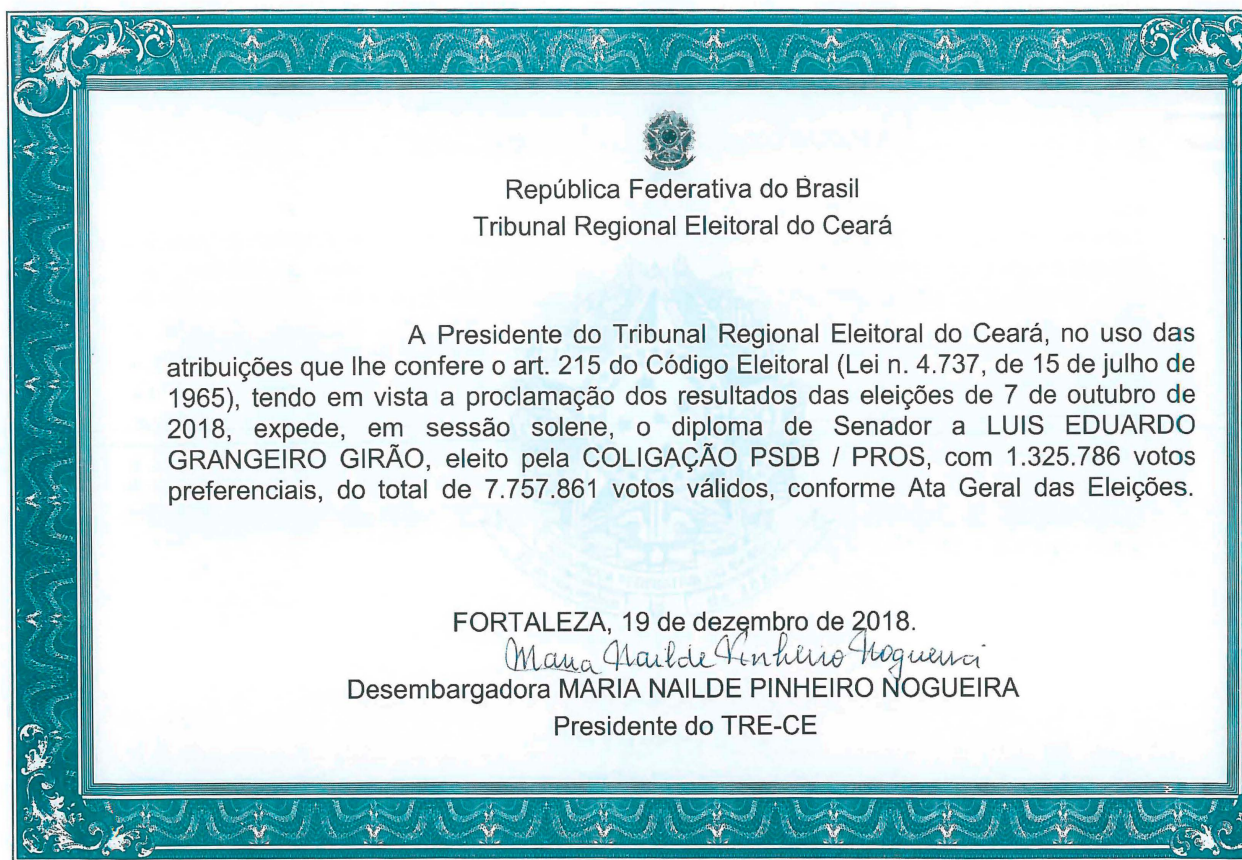 República Federativa do Brasil
Tribunal Regional Eleitoral do Ceará
A Presidente do Tribunal Regional Eleitoral do Ceará, no uso das
atribuições que lhe confere o art. 215 do Código Eleitoral (Lei n. 4.737, de 15 de julho de
1965), tendo em vista a proclamação dos resultados das eleições de 7 de outubro de
2018, expede, em sessão solene, o diploma de Senador a LUIS EDUARDO
GRANGEIRO GIRÃO, eleito pela COLIGAÇÃO PSDB / PROS, com 1.325.786 votos
preferenciais, do total de 7.757.861 votos válidos, conforme Ata Geral das Eleições.
FORTALEZA, 19 de dezembro de 2018.
Maria Nailde Pinheiro Nogueira
Desembargadora MARIA NAILDE PINHEIRO NOGUEIRA
Presidente do TRE-CE